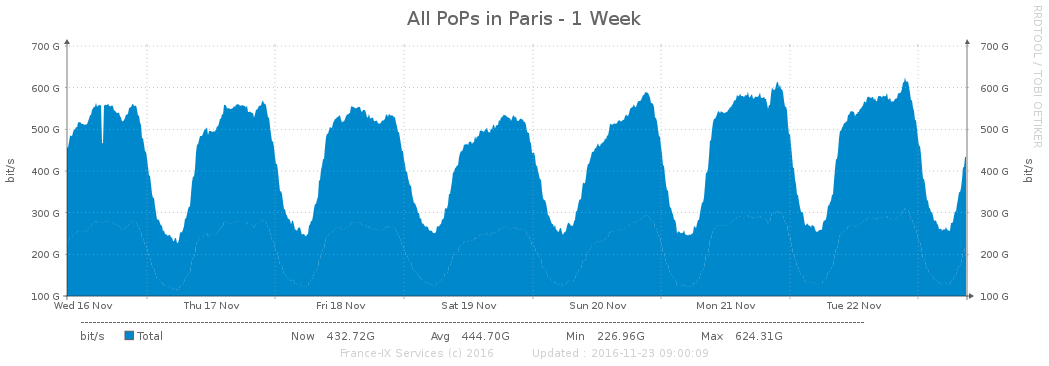 All PoPs in Paris - 1 Week
RRDTOOL / TOBI OETIKER
700 G 700 G
600 G 600 G
500 G 500 G
400 G 400 G
300 G 300 G
200 G 200 G
100 G 100 G
bit/s bit/s
Wed 16 Nov Thu 17 Nov Fri 18 Nov Sat 19 Nov Sun 20 Nov Mon 21 Nov Tue 22 Nov
bit/s Total Now 432.72G Avg 444.70G Min 226.96G Max 624.31G
France-IX Services (c) 2016 Updated : 2016-11-23 09:00:09